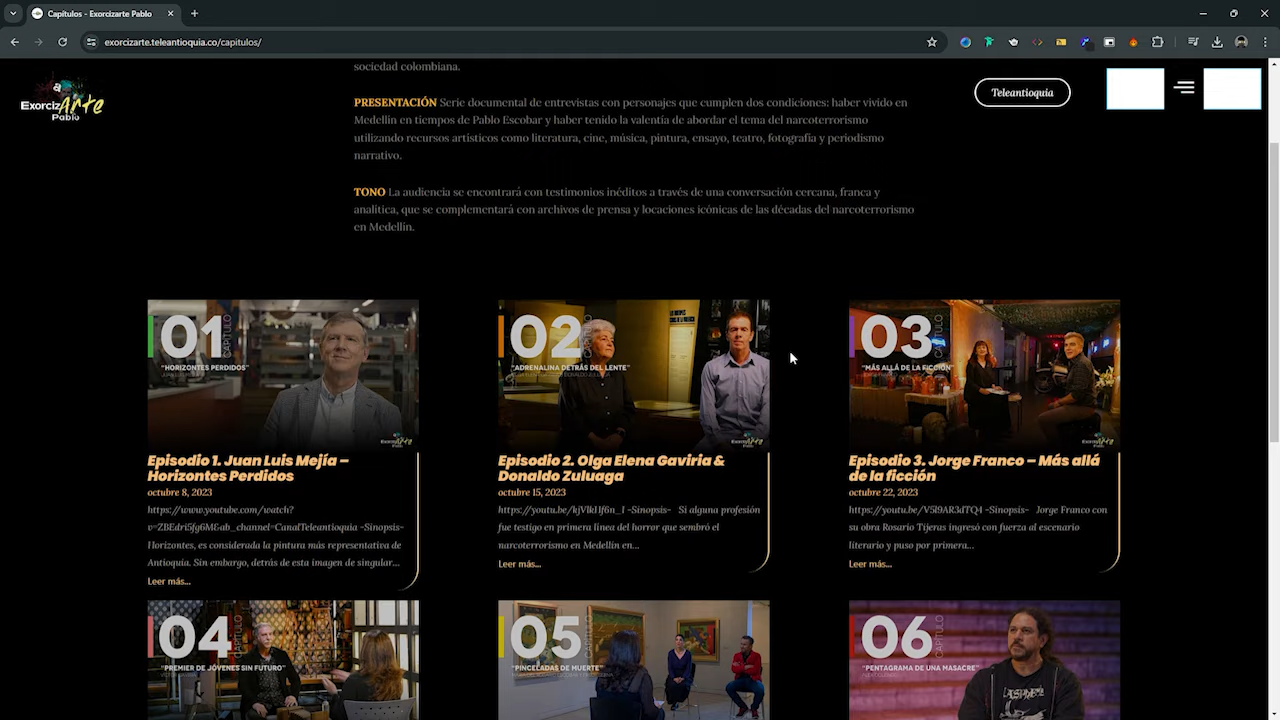 Capítulos - Exorcizarte Pablo
exorcizarte.teleantioquia.co/capitulos/
ExorcizArte
a
Pablo
Teleantioquia
sociedad colombiana.
PRESENTACIÓN Serie documental de entrevistas con personajes que cumplen dos condiciones: haber vivido en
Medellín en tiempos de Pablo Escobar y haber tenido la valentía de abordar el tema del narcoterrorismo
utilizando recursos artísticos como literatura, cine, música, pintura, ensayo, teatro, fotografía y periodismo
narrativo.
TONO La audiencia se encontrará con testimonios inéditos a través de una conversación cercana, franca y
analítica, que se complementará con archivos de prensa y locaciones icónicas de las décadas del narcoterrorismo
en Medellín.
01 CAPÍTULO
"HORIZONTES PERDIDOS"
Episodio 1. Juan Luis Mejía –
Horizontes Perdidos
octubre 8, 2023
https://www.youtube.com/watch?
v=ZBEdri5fg6M&ab_channel=CanalTeleantioquia -Sinopsis-
Horizontes, es considerada la pintura más representativa de
Antioquia. Sin embargo, detrás de esta imagen de singular...
Leer más...
02 CAPÍTULO
"ADRENALINA DETRÁS DEL LENTE"
Episodio 2. Olga Elena Gaviria &
Donaldo Zuluaga
octubre 15, 2023
https://youtu.be/kjVlkl1f6n_I -Sinopsis- Si alguna profesión
fue testigo en primera línea del horror que sembró el
narcoterrorismo en Medellín en...
Leer más...
03 CAPÍTULO
"MÁS ALLÁ DE LA FICCIÓN"
Episodio 3. Jorge Franco – Más allá
de la ficción
octubre 22, 2023
https://youtu.be/V5l9AR3dTQ4 -Sinopsis- Jorge Franco con
su obra Rosario Tijeras ingresó con fuerza al escenario
literario y puso por primera...
Leer más...
04 CAPÍTULO
"PREMIER DE JÓVENES SIN FUTURO"
05 CAPÍTULO
"PINCELADAS DE MUERTE"
06 CAPÍTULO
"PENTAGRAMA DE UNA MASACRE"